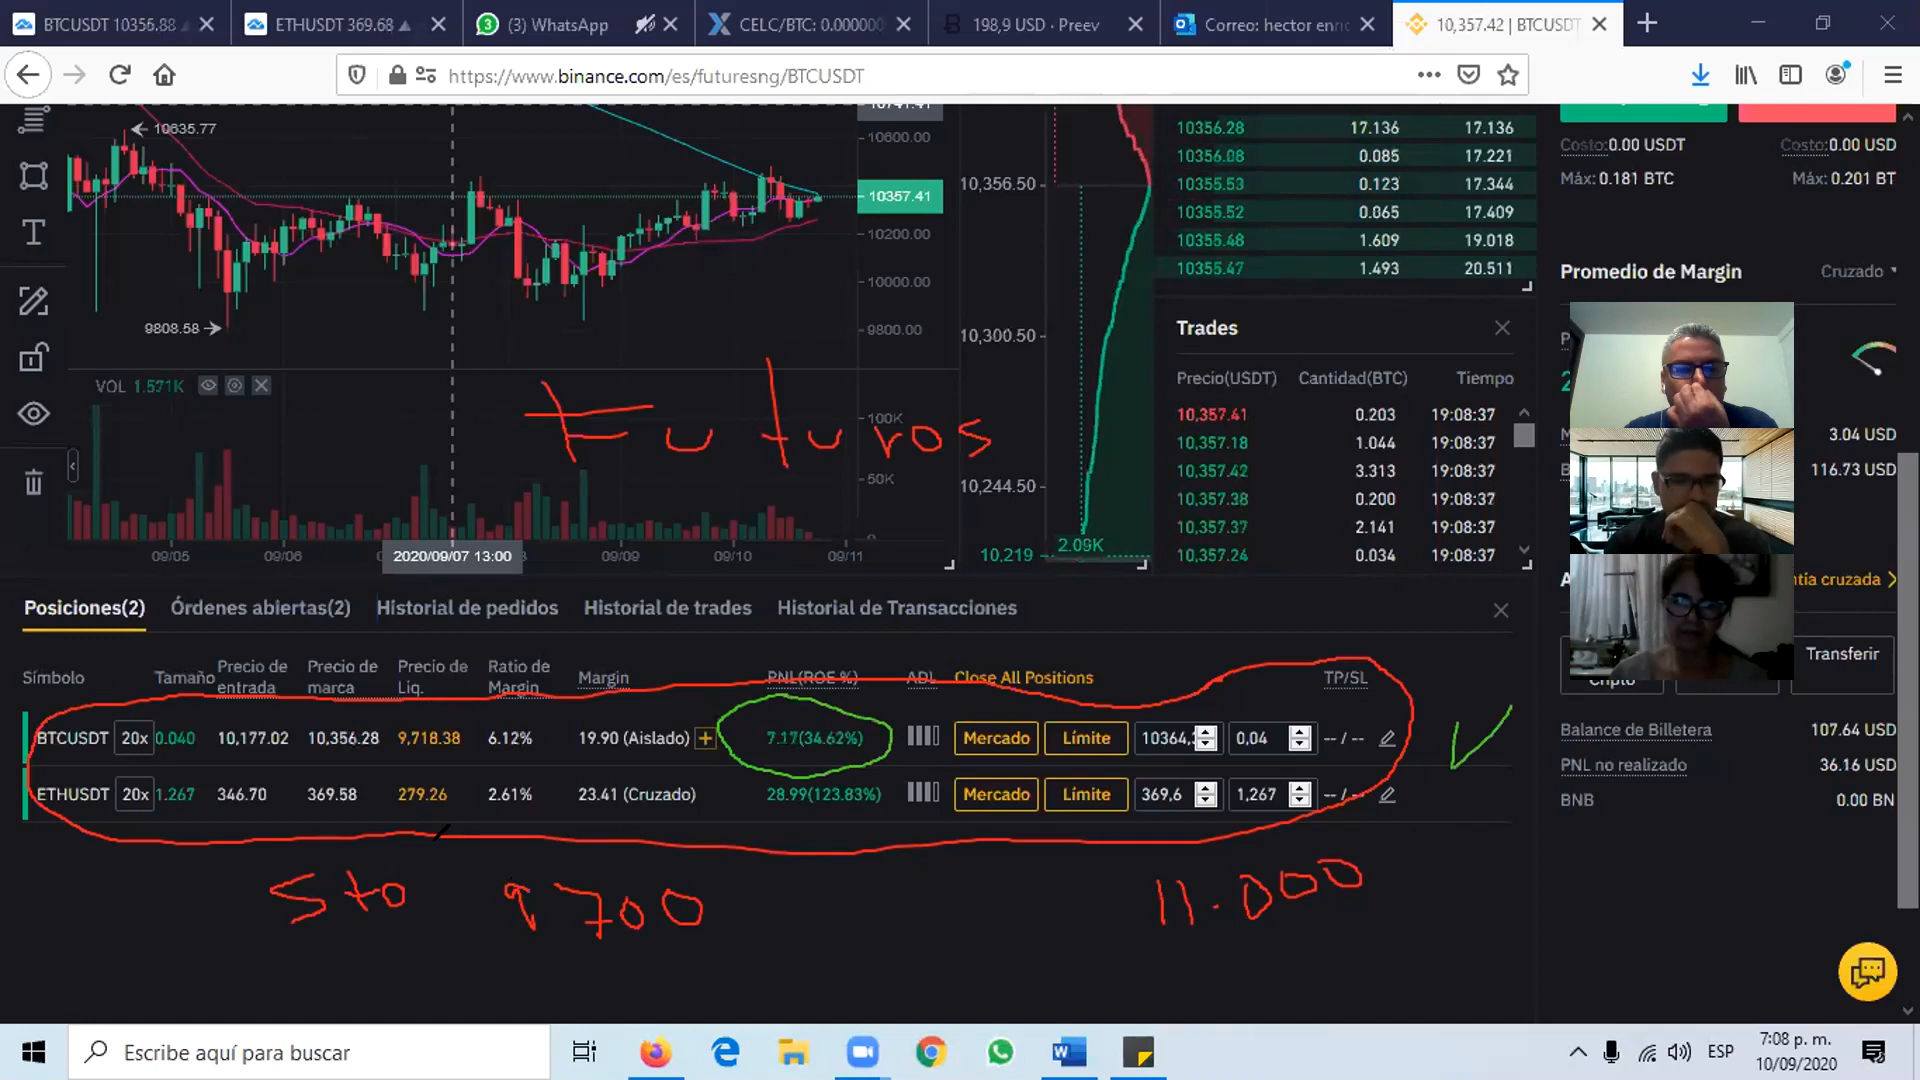 BTCUSDT 10356.88
ETHUSDT 369.68
(3) WhatsApp
CELC/BTC: 0.000000
198,9 USD · Preev
Correo: hector enri
10,357.42 | BTCUSDT
https://www.binance.com/es/futuresng/BTCUSDT
10741.41
10635.77
10600.00
10357.41
10200.00
10000.00
9808.58
9800.00
VOL 1.571K
100K
50K
0
Futuros
09/05
09/06
2020/09/07 13:00
09/09
09/10
09/11
10,356.50
10,300.50
10,244.50
10,219
2.09K
10356.28 17.136 17.136
10356.08 0.085 17.221
10355.53 0.123 17.344
10355.52 0.065 17.409
10355.48 1.609 19.018
10355.47 1.493 20.511
Trades
Precio(USDT) Cantidad(BTC) Tiempo
10,357.41 0.203 19:08:37
10,357.18 1.044 19:08:37
10,357.42 3.313 19:08:37
10,357.38 0.200 19:08:37
10,357.37 2.141 19:08:37
10,357.24 0.034 19:08:37
Costo:0.00 USDT Costo:0.00 USD
Máx: 0.181 BTC Máx: 0.201 BT
Promedio de Margin Cruzado
3.04 USD
116.73 USD
ntía cruzada
Transferir
Cripto
Balance de Billetera 107.64 USD
PNL no realizado 36.16 USD
BNB 0.00 BN
Posiciones(2) Órdenes abiertas(2) Historial de pedidos Historial de trades Historial de Transacciones
Símbolo Tamaño Precio de entrada Precio de marca Precio de Liq. Ratio de Margin Margin PNL(ROE %) ADL Close All Positions TP/SL
BTCUSDT 20x 0.040 10,177.02 10,356.28 9,718.38 6.12% 19.90 (Aislado) 7.17(34.62%) Mercado Límite 10364, 0,04 -- / --
ETHUSDT 20x 1.267 346.70 369.58 279.26 2.61% 23.41 (Cruzado) 28.99(123.83%) Mercado Límite 369,6 1,267 -- / --
Sto 9700 11.000
Escribe aquí para buscar
ESP
7:08 p. m.
10/09/2020